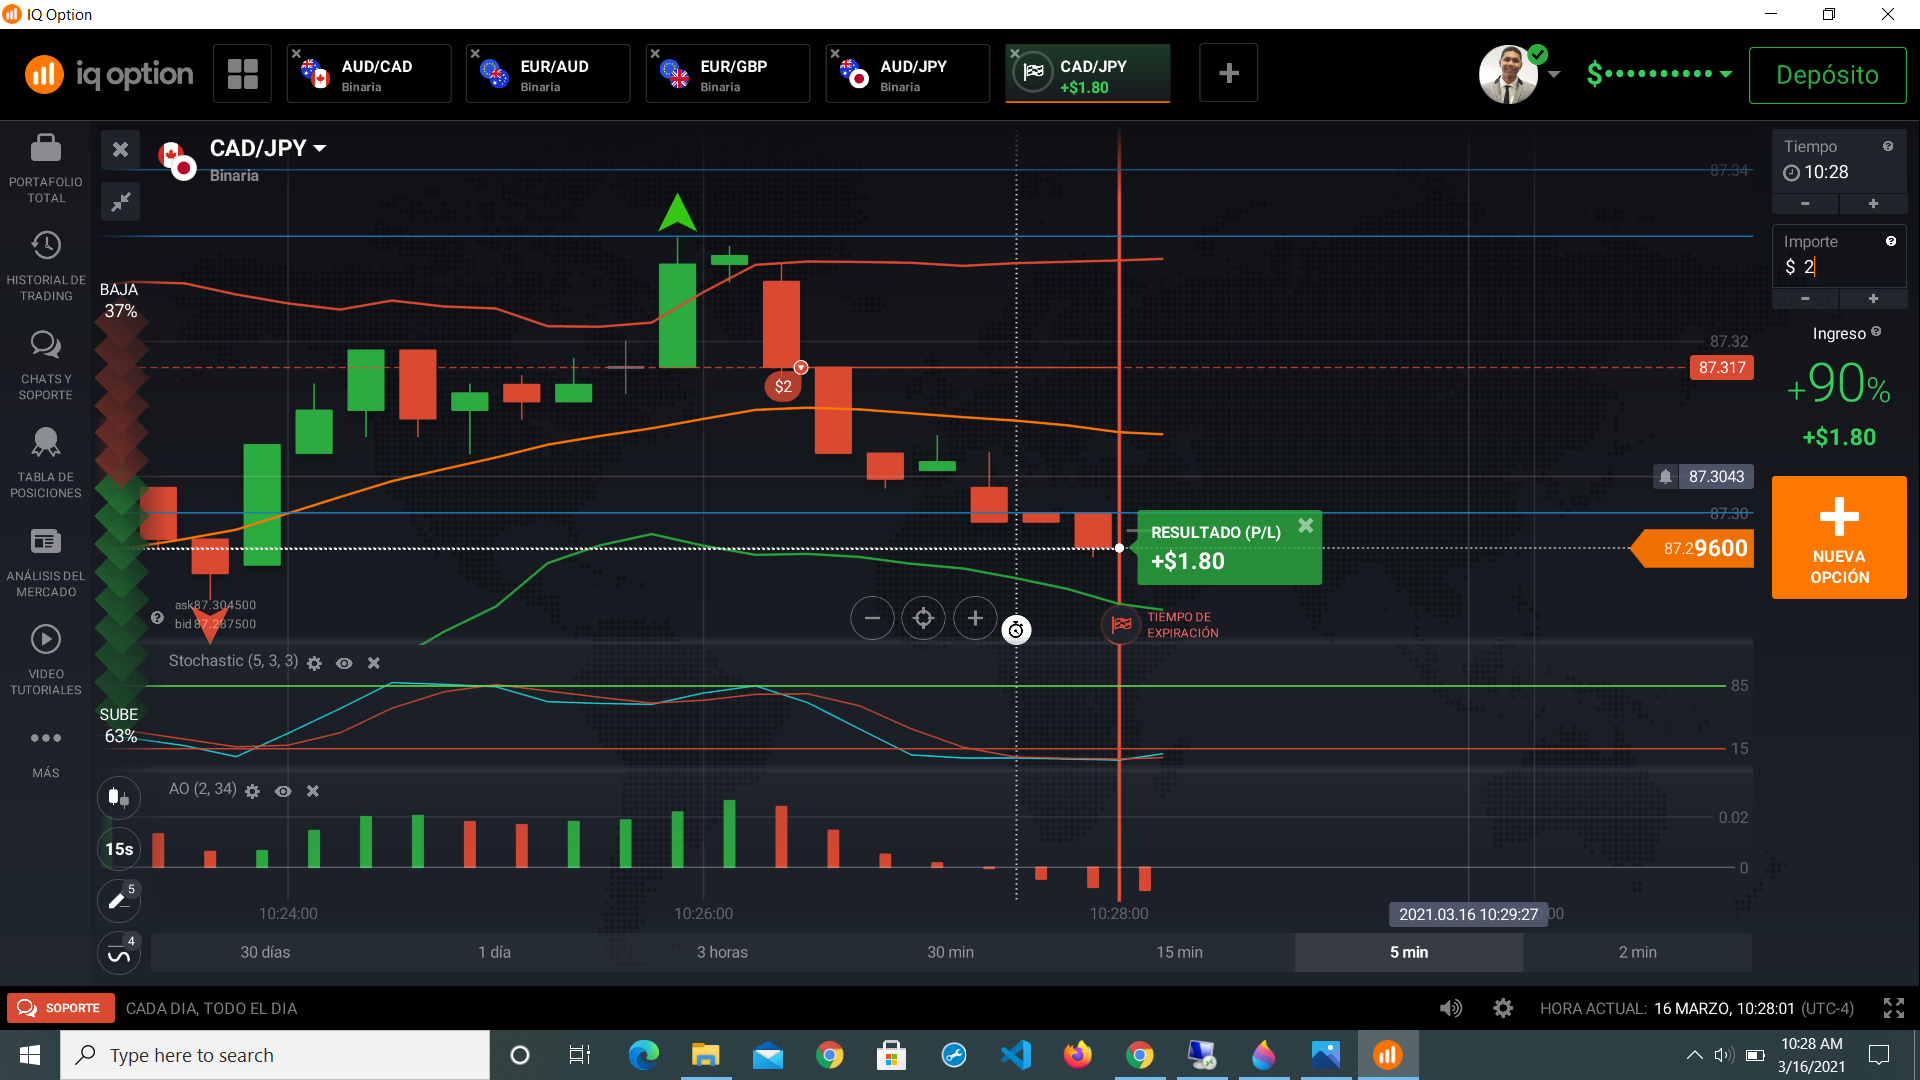 IQ Option
iq option
AUD/CAD
Binaria
EUR/AUD
Binaria
EUR/GBP
Binaria
AUD/JPY
Binaria
CAD/JPY
+$1.80
+
$••••••••••
Depósito
PORTAFOLIO
TOTAL
HISTORIAL DE
TRADING
CHATS Y
SOPORTE
TABLA DE
POSICIONES
ANÁLISIS DEL
MERCADO
VIDEO
TUTORIALES
MÁS
CAD/JPY
Binaria
BAJA
37%
SUBE
63%
$2
87.34
87.32
87.317
87.3043
87.30
87.29600
RESULTADO (P/L)
+$1.80
TIEMPO DE
EXPIRACIÓN
ask87.304500
bid 87.287500
Stochastic (5, 3, 3)
85
15
AO (2, 34)
0.02
0
15s
5
4
10:24:00
10:26:00
10:28:00
2021.03.16 10:29:27
:00
30 días
1 día
3 horas
30 min
15 min
5 min
2 min
Tiempo
10:28
- +
Importe
$ 2
- +
Ingreso
+90%
+$1.80
NUEVA
OPCIÓN
SOPORTE
CADA DIA, TODO EL DIA
HORA ACTUAL: 16 MARZO, 10:28:01 (UTC-4)
Type here to search
10:28 AM
3/16/2021